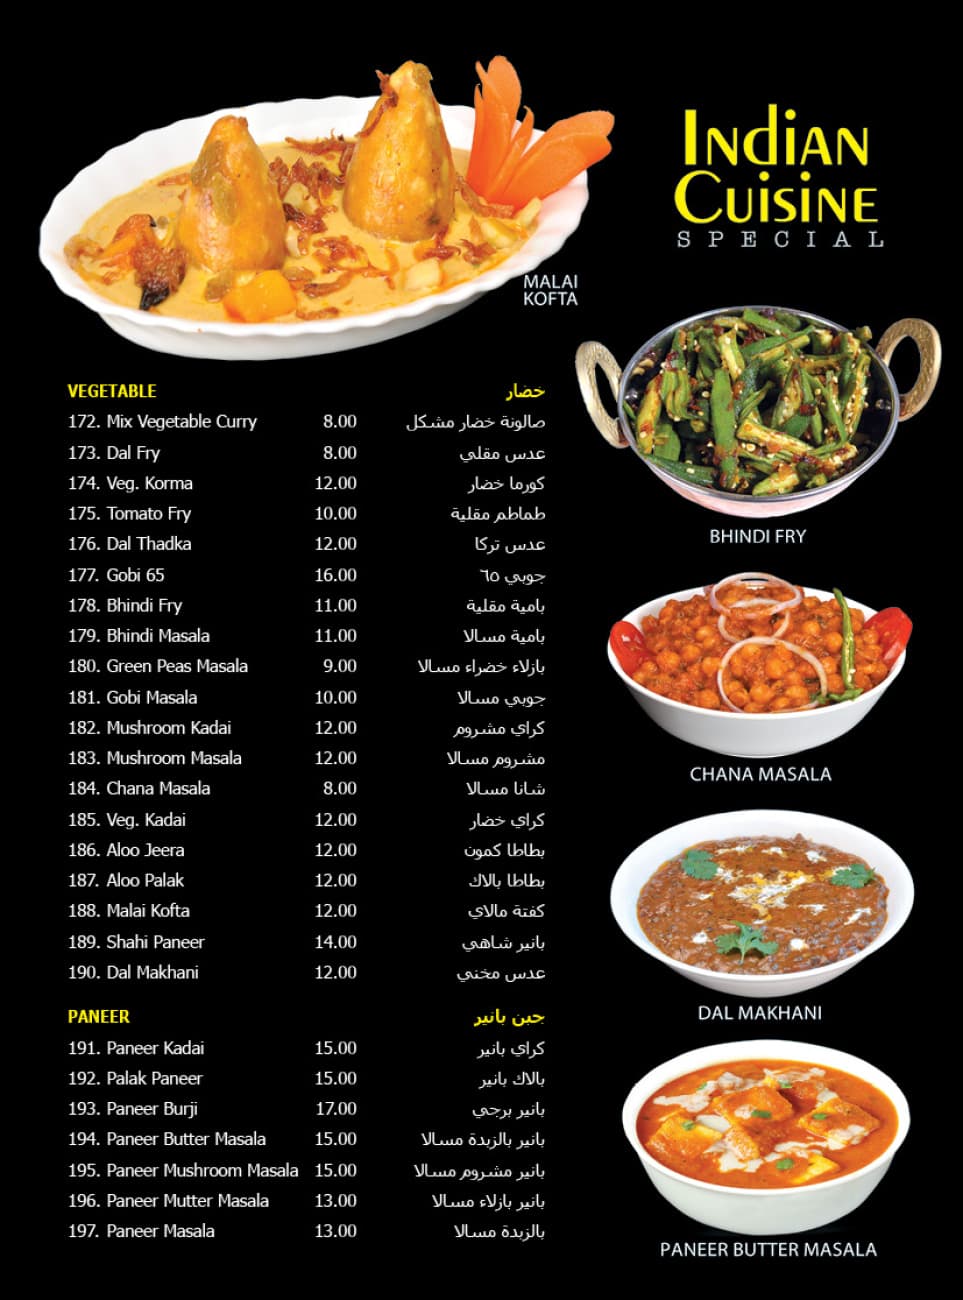 INDIAN
CUISINE
SPECIAL
MALAI
KOFTA
VEGETABLE خضار
172. Mix Vegetable Curry 8.00 صالونة خضار مشكل
173. Dal Fry 8.00 عدس مقلي
174. Veg. Korma 12.00 كورما خضار
175. Tomato Fry 10.00 طماطم مقلية
176. Dal Thadka 12.00 عدس تركا
177. Gobi 65 16.00 جوبي ٦٥
178. Bhindi Fry 11.00 بامية مقلية
179. Bhindi Masala 11.00 بامية مسالا
180. Green Peas Masala 9.00 بازلاء خضراء مسالا
181. Gobi Masala 10.00 جوبي مسالا
182. Mushroom Kadai 12.00 كراي مشروم
183. Mushroom Masala 12.00 مشروم مسالا
184. Chana Masala 8.00 شانا مسالا
185. Veg. Kadai 12.00 كراي خضار
186. Aloo Jeera 12.00 بطاطا كمون
187. Aloo Palak 12.00 بطاطا بالاك
188. Malai Kofta 12.00 كفتة مالاي
189. Shahi Paneer 14.00 بانير شاهي
190. Dal Makhani 12.00 عدس مخني
PANEER جبن بانير
191. Paneer Kadai 15.00 كراي بانير
192. Palak Paneer 15.00 بالاك بانير
193. Paneer Burji 17.00 بانير برجي
194. Paneer Butter Masala 15.00 بانير بالزبدة مسالا
195. Paneer Mushroom Masala 15.00 بانير مشروم مسالا
196. Paneer Mutter Masala 13.00 بانير بازلاء مسالا
197. Paneer Masala 13.00 بالزبدة مسالا
BHINDI FRY
CHANA MASALA
DAL MAKHANI
PANEER BUTTER MASALA